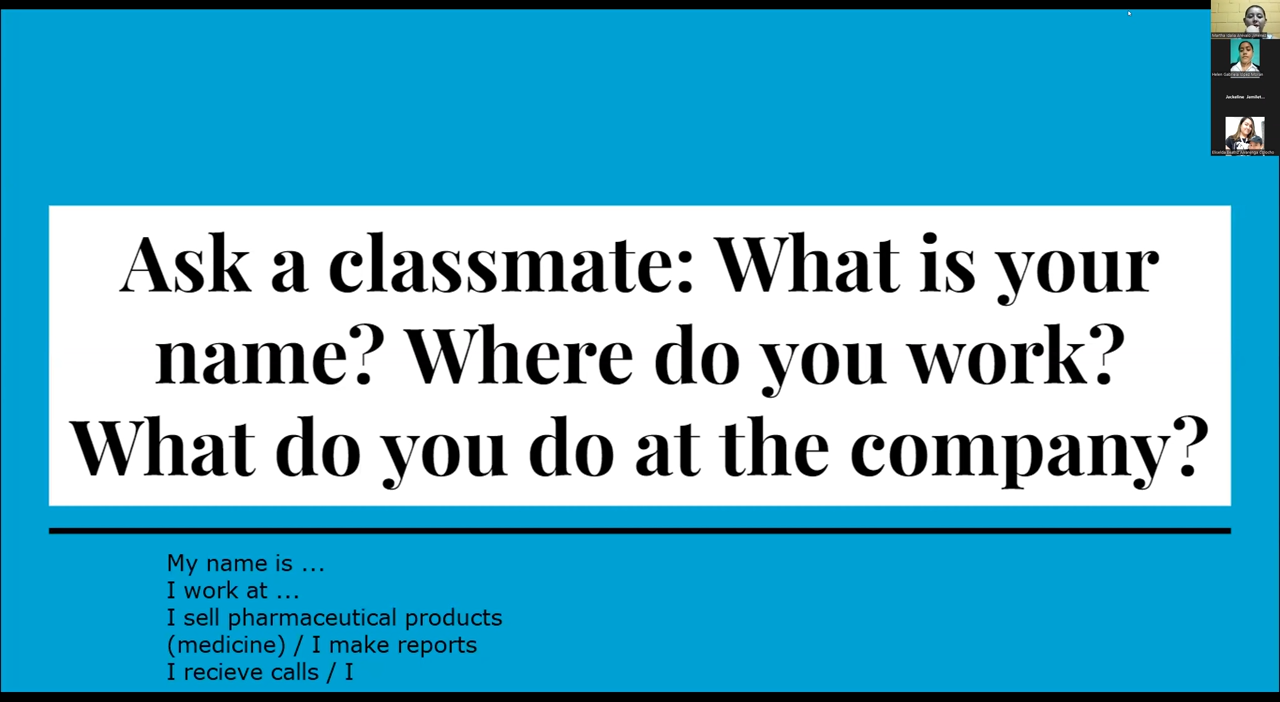 Ask a classmate: What is your
name? Where do you work?
What do you do at the company?
My name is ...
I work at ...
I sell pharmaceutical products
(medicine) / I make reports
I recieve calls / I